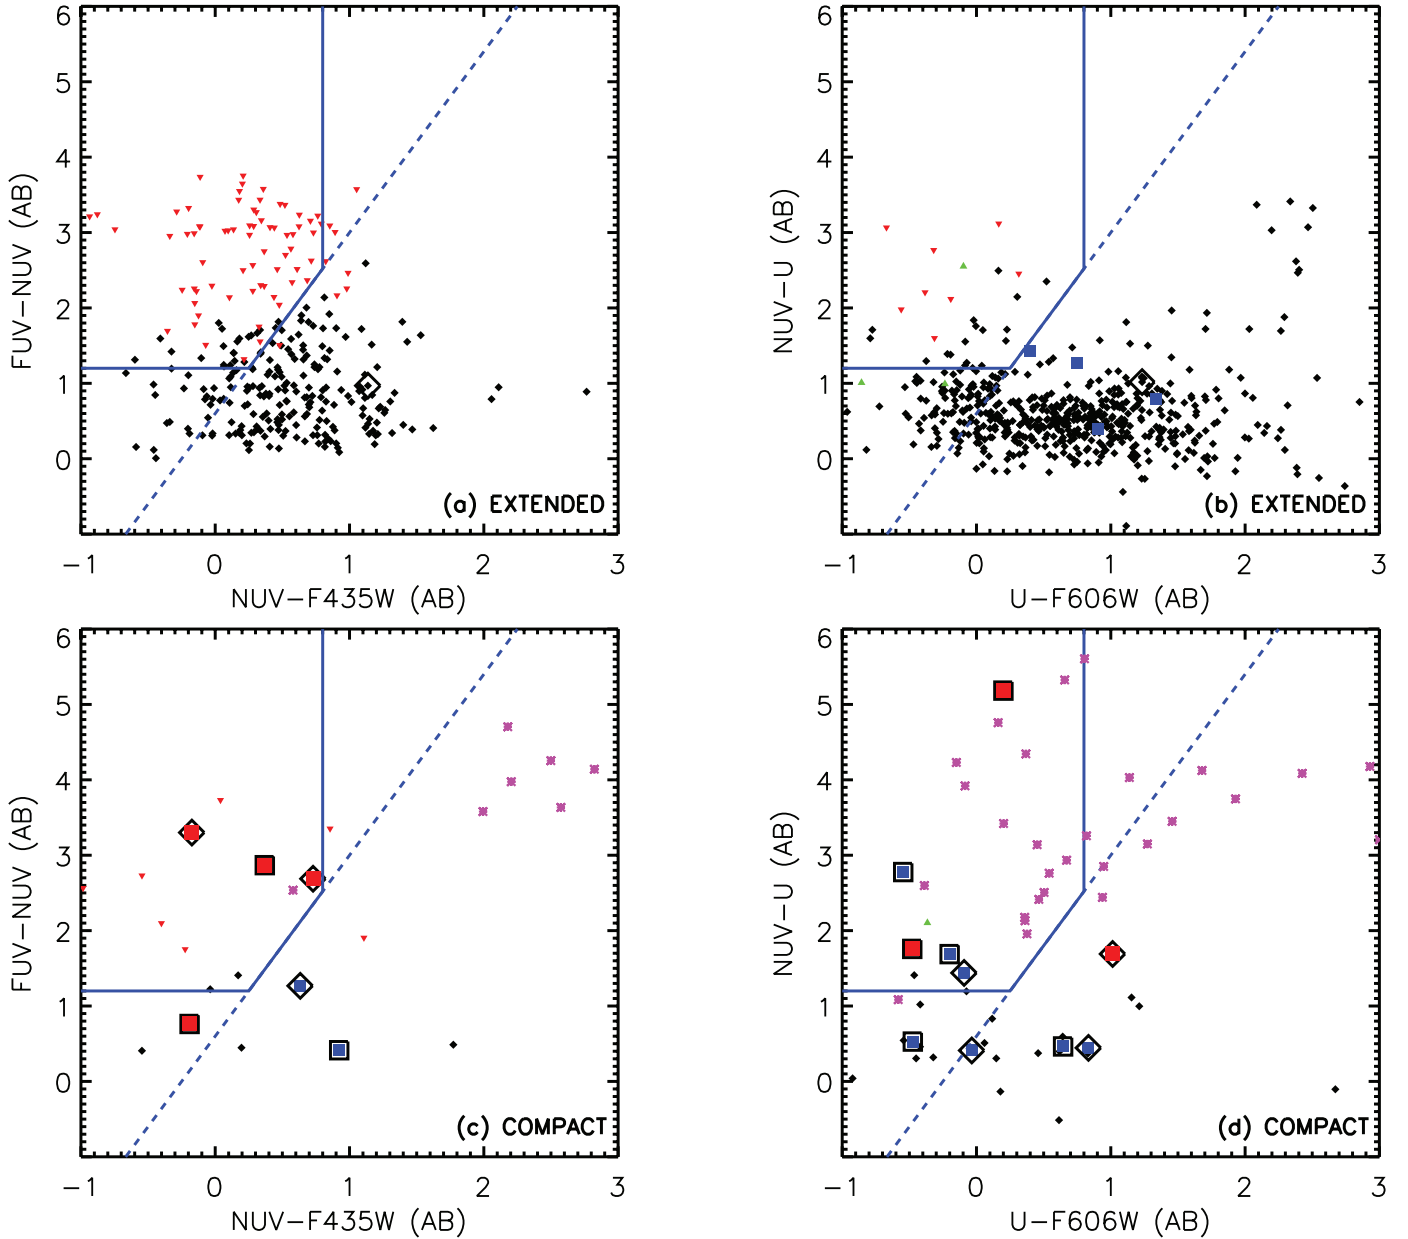 6
5
4
3
2
1
0
FUV−NUV (AB)
(a) EXTENDED
−1 0 1 2 3
NUV−F435W (AB)
6
5
4
3
2
1
0
NUV−U (AB)
(b) EXTENDED
−1 0 1 2 3
U−F606W (AB)
6
5
4
3
2
1
0
FUV−NUV (AB)
(c) COMPACT
−1 0 1 2 3
NUV−F435W (AB)
6
5
4
3
2
1
0
NUV−U (AB)
(d) COMPACT
−1 0 1 2 3
U−F606W (AB)